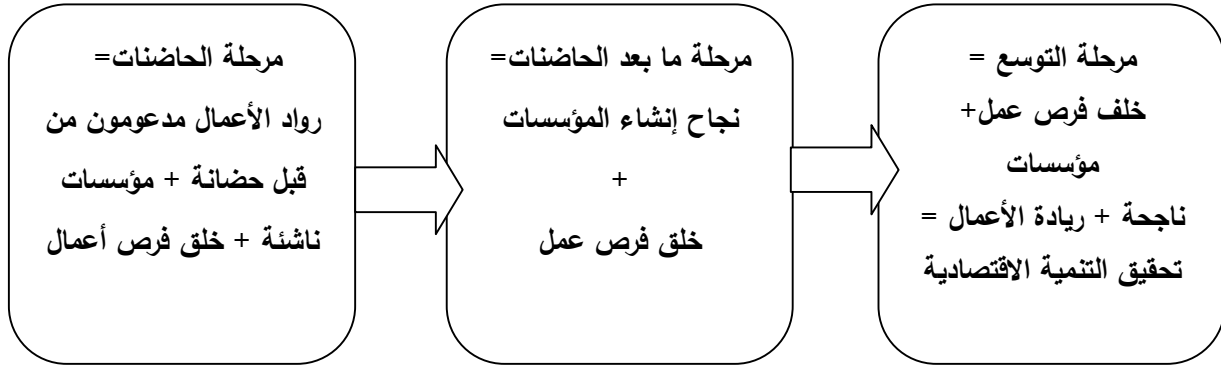 مرحلة الحاضنات=
رواد الأعمال مدعومون من
قبل حضانة + مؤسسات
ناشئة + خلق فرص أعمال
مرحلة ما بعد الحاضنات=
نجاح إنشاء المؤسسات
+
خلق فرص عمل
مرحلة التوسع =
خلف فرص عمل+
مؤسسات
ناجحة + ريادة الأعمال =
تحقيق التنمية الاقتصادية